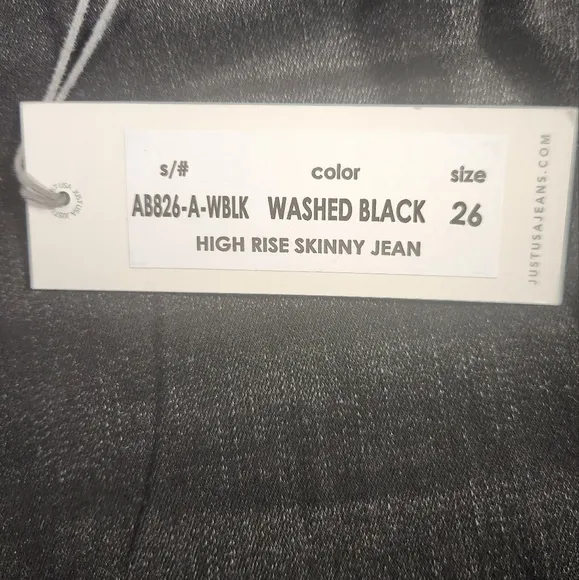 s/# color size
AB826-A-WBLK WASHED BLACK 26
HIGH RISE SKINNY JEAN
JUSTUSAJEANS.COM